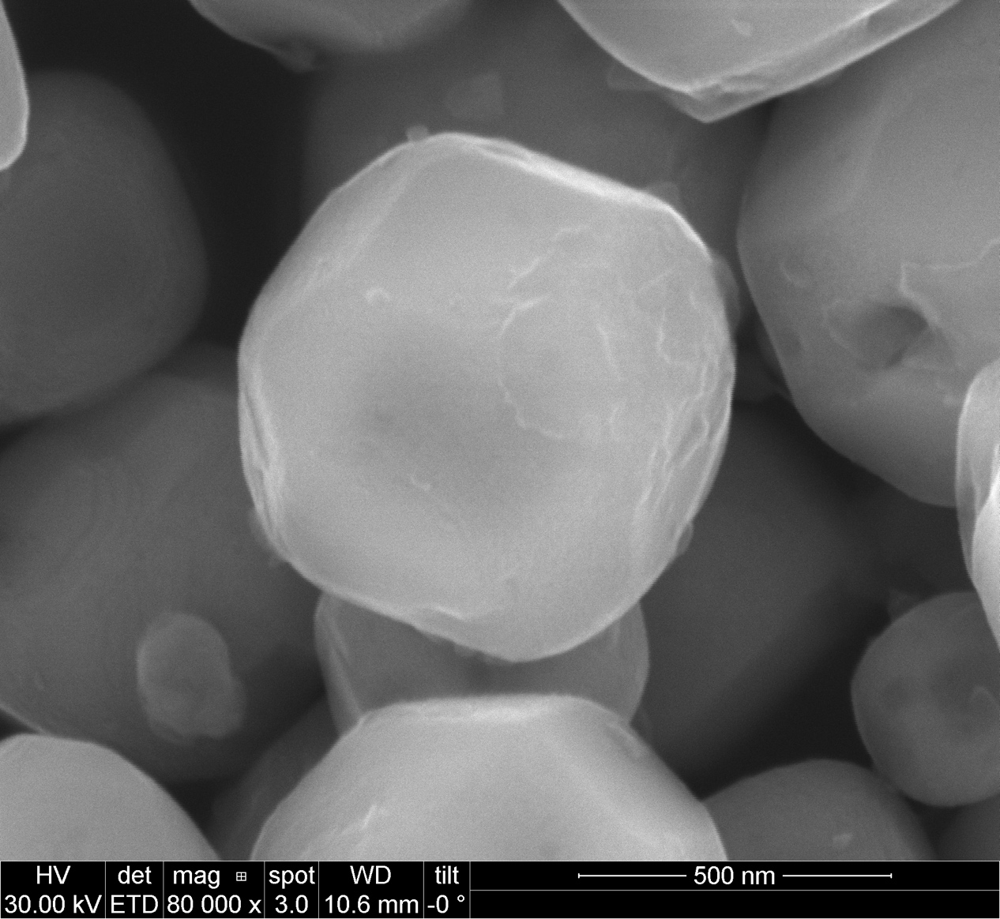 HV det mag ⊞ spot WD tilt
30.00 kV ETD 80 000 x 3.0 10.6 mm -0 °
500 nm